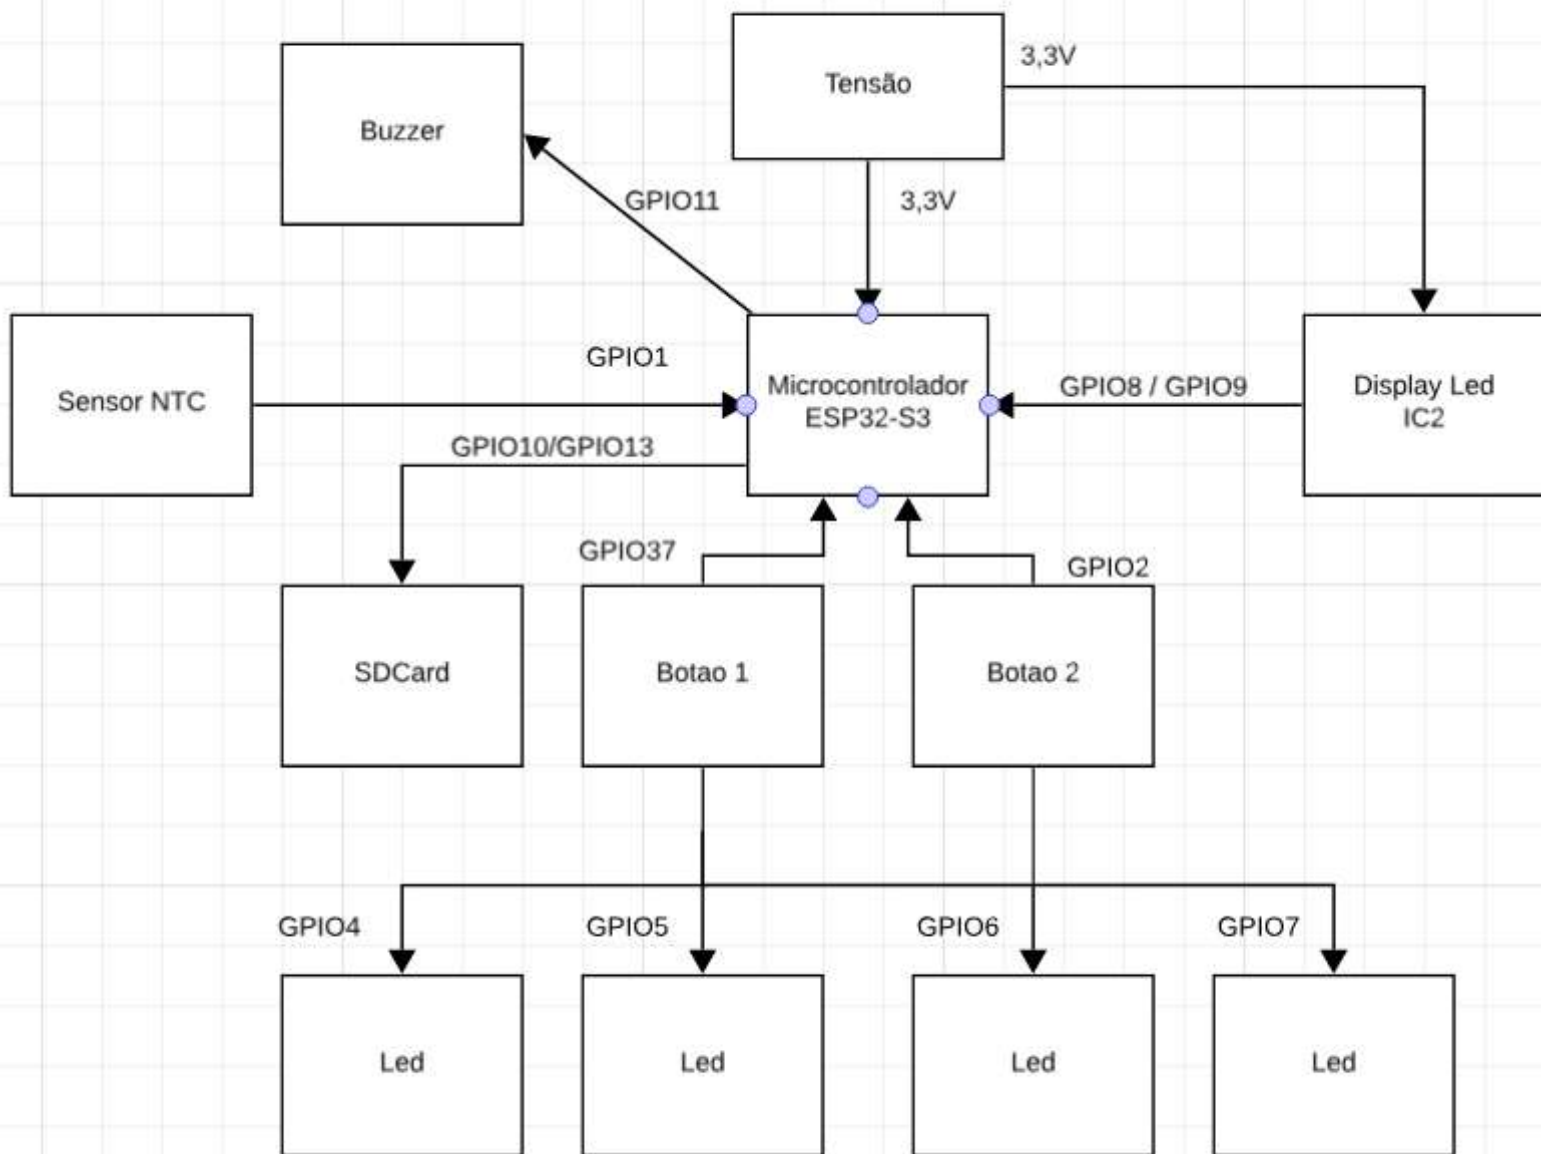 Tensão
3,3V
Buzzer
GPIO11
3,3V
Sensor NTC
GPIO1
Microcontrolador
ESP32-S3
GPIO8 / GPIO9
Display Led
IC2
GPIO10/GPIO13
GPIO37
GPIO2
SDCard
Botao 1
Botao 2
GPIO4
GPIO5
GPIO6
GPIO7
Led
Led
Led
Led